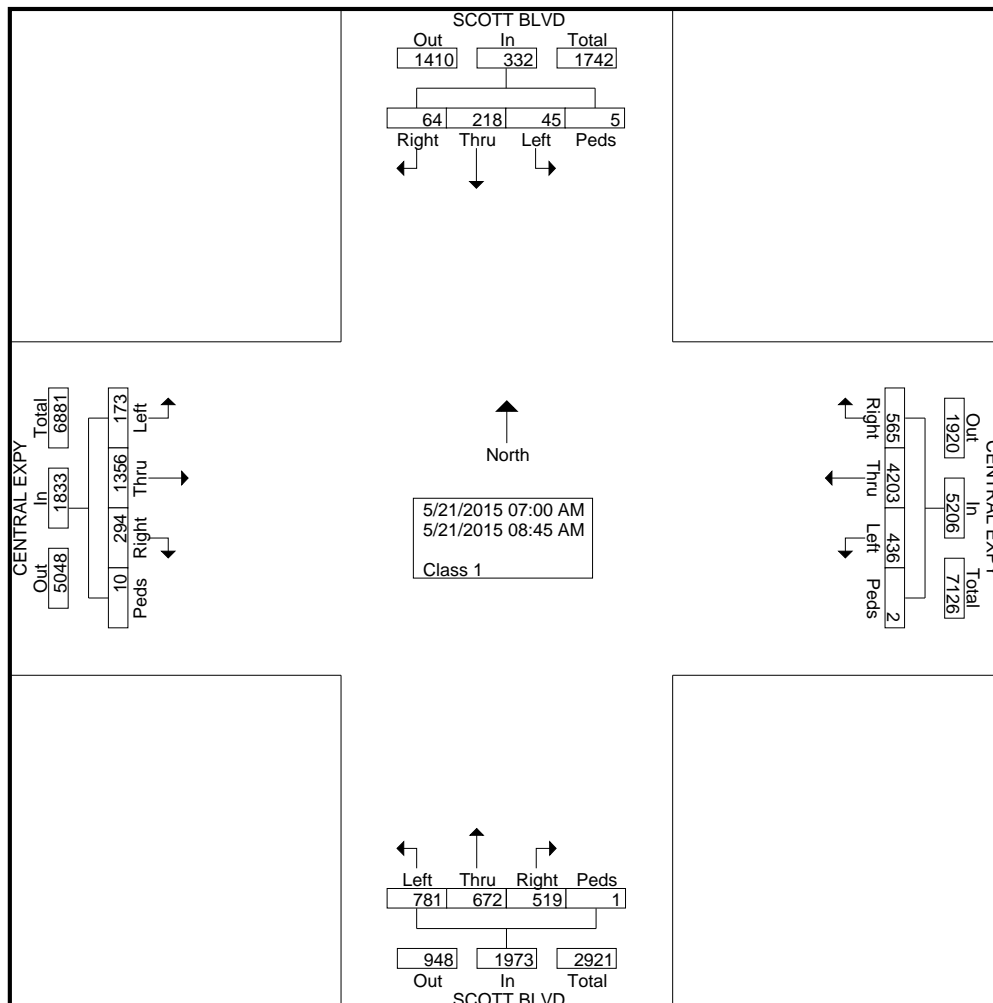 SCOTT BLVD
Out In Total
1410 332 1742
64 218 45 5
Right Thru Left Peds
CENTRAL EXPY
Total In Out
6881 1833 5048
173 1356 294 10
Left Thru Right Peds
North
5/21/2015 07:00 AM
5/21/2015 08:45 AM
Class 1
Right Thru Left Peds
565 4203 436 2
Out In Total
1920 5206 7126
CENTRAL EXPY
Left Thru Right Peds
781 672 519 1
948 1973 2921
Out In Total
SCOTT BLVD